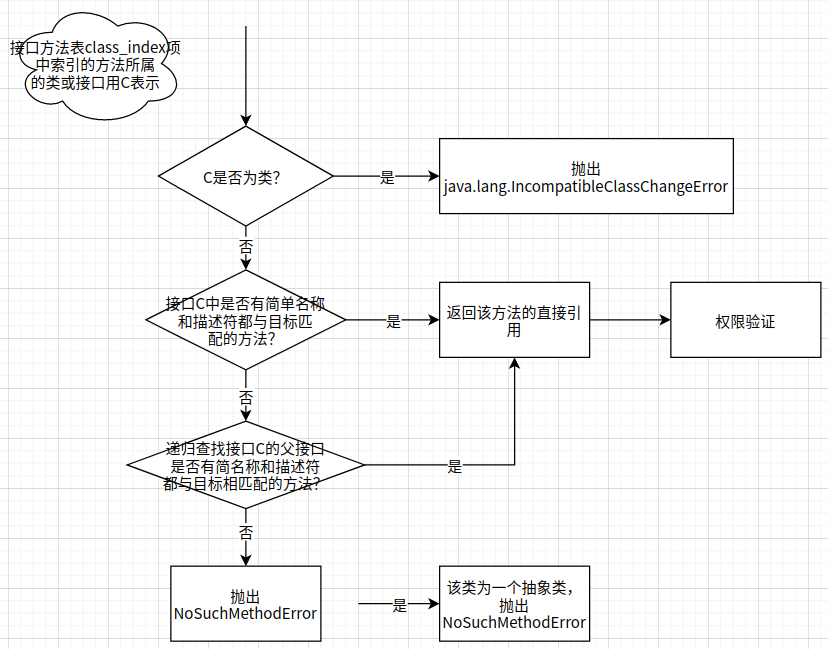 接口方法表class_index项
中索引的方法所属
的类或接口用C表示
C是否为类？
是
抛出
java.lang.IncompatibleClassChangeError
否
接口C中是否有简单名称
和描述符都与目标匹
配的方法？
是
返回该方法的直接引
用
权限验证
否
递归查找接口C的父接口
是否有简名称和描述符
都与目标相匹配的方法？
是
否
抛出
NoSuchMethodError
是
该类为一个抽象类，
抛出
NoSuchMethodError